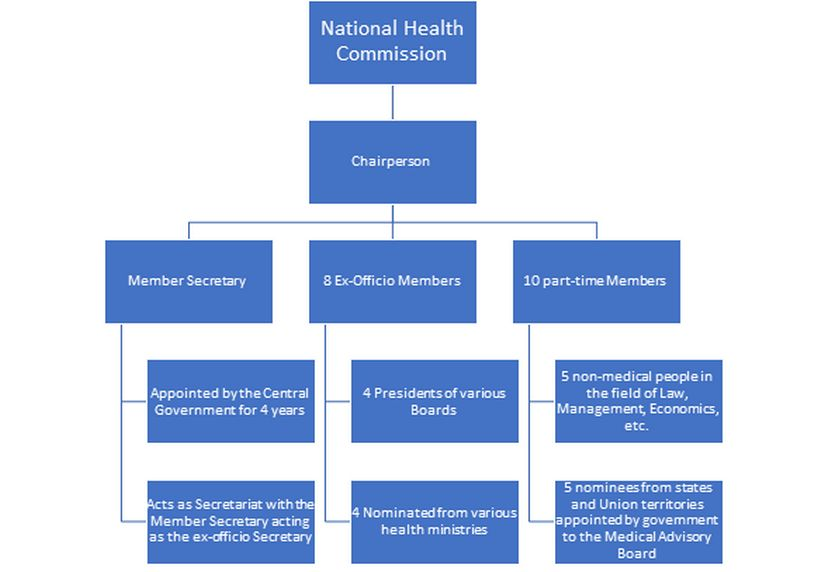 National Health
Commission
Chairperson
Member Secretary
8 Ex-Officio Members
10 part-time Members
Appointed by the Central
Government for 4 years
4 Presidents of various
Boards
5 non-medical people in
the field of Law,
Management, Economics,
etc.
Acts as Secretariat with the
Member Secretary acting
as the ex-officio Secretary
4 Nominated from various
health ministries
5 nominees from states
and Union territories
appointed by government
to the Medical Advisory
Board